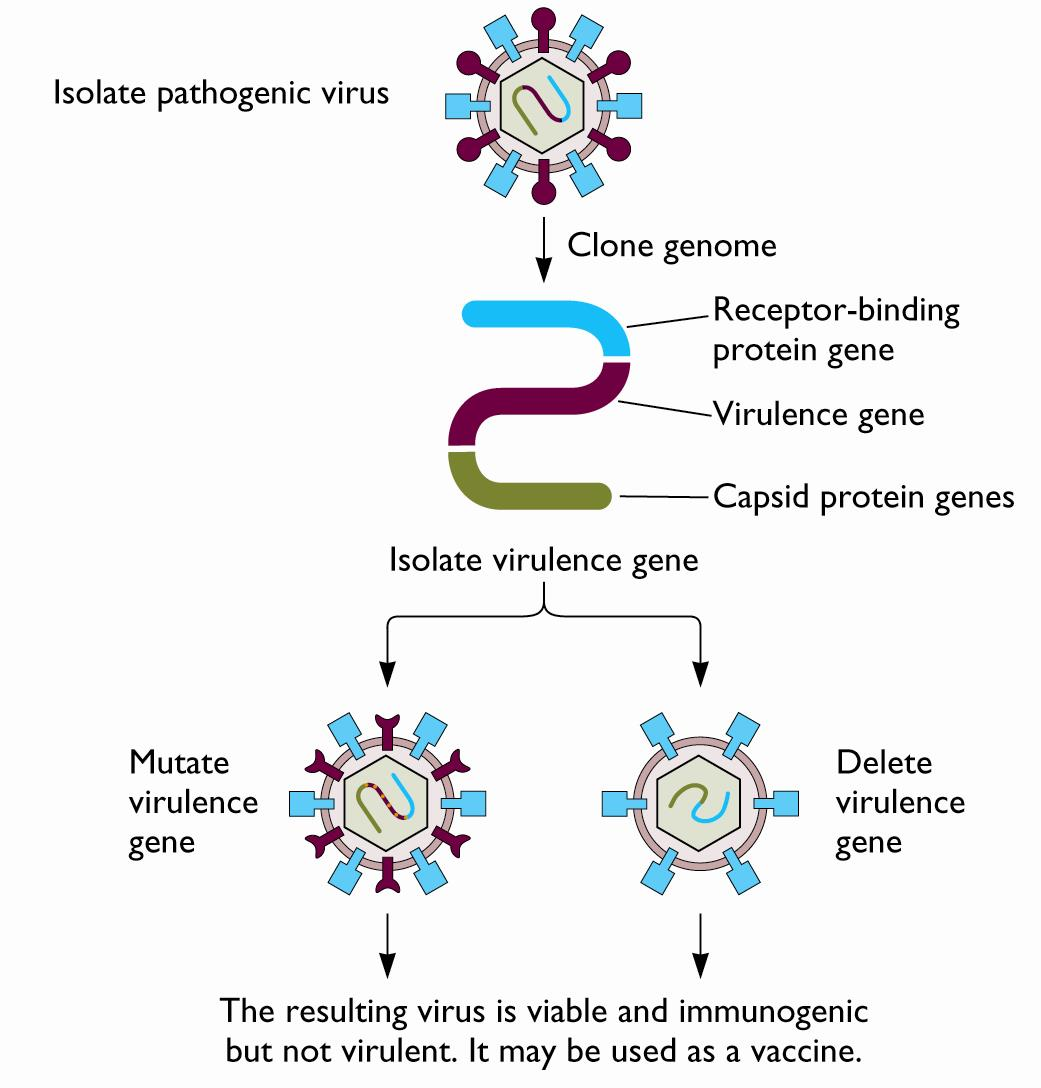 Isolate pathogenic virus
Clone genome
Receptor-binding
protein gene
Virulence gene
Capsid protein genes
Isolate virulence gene
Mutate
virulence
gene
Delete
virulence
gene
The resulting virus is viable and immunogenic
but not virulent. It may be used as a vaccine.